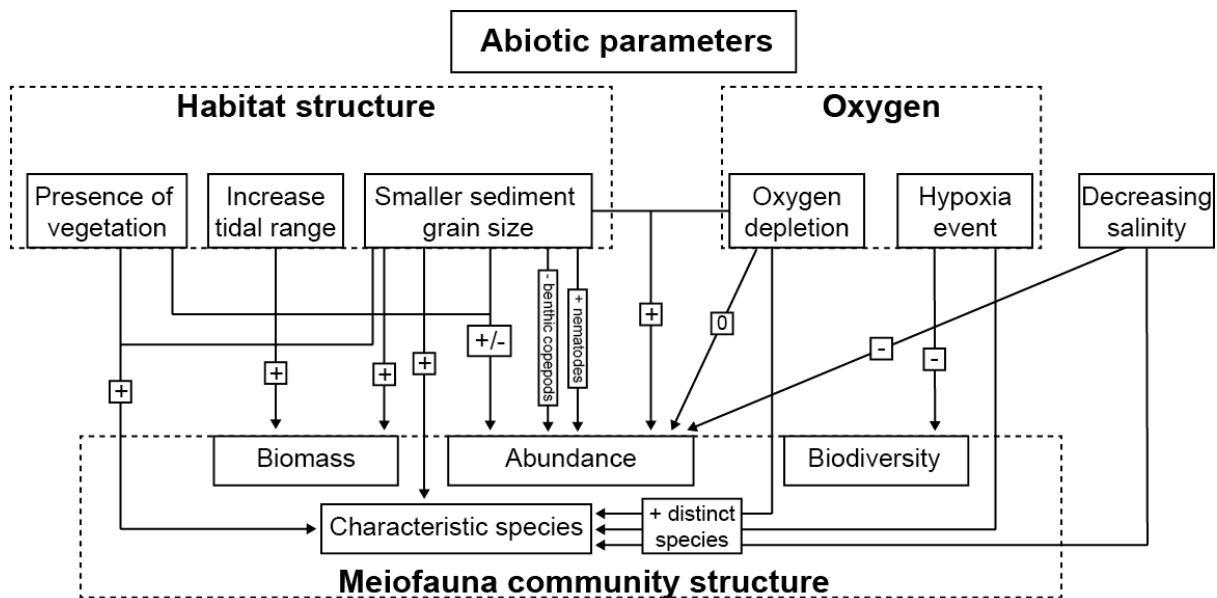 Abiotic parameters
Habitat structure
Oxygen
Presence of
vegetation
Increase
tidal range
Smaller sediment
grain size
Oxygen
depletion
Hypoxia
event
Decreasing
salinity
+
+
+
+
+/-
- benthic copepods
+ nematodes
+
0
-
-
Biomass
Abundance
Biodiversity
Characteristic species
+ distinct
species
Meiofauna community structure